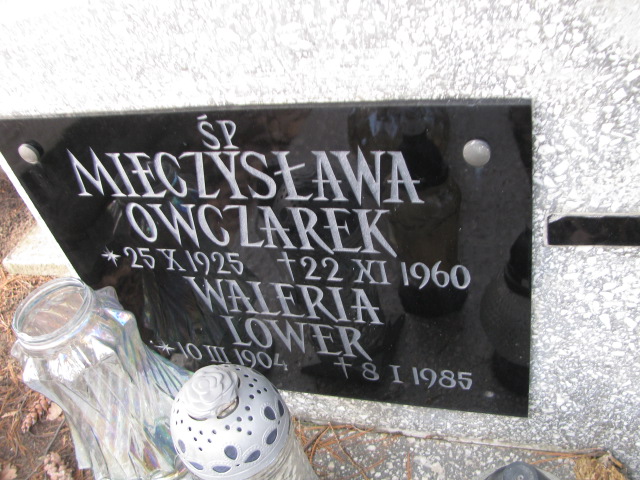 ŚP
MIECZYSŁAWA
OWCZAREK
*25 X 1925 †22 XI 1960
WALERIA
LOWER
*10 III 1904 †8 I 1985